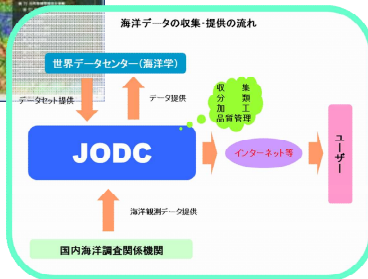 海洋データの収集・提供の流れ
世界データセンター(海洋学)
データセット提供
データ提供
収 集
分 類
加 工
品質管理
JODC
インターネット等
ユーザー
海洋観測データ提供
国内海洋調査関係機関